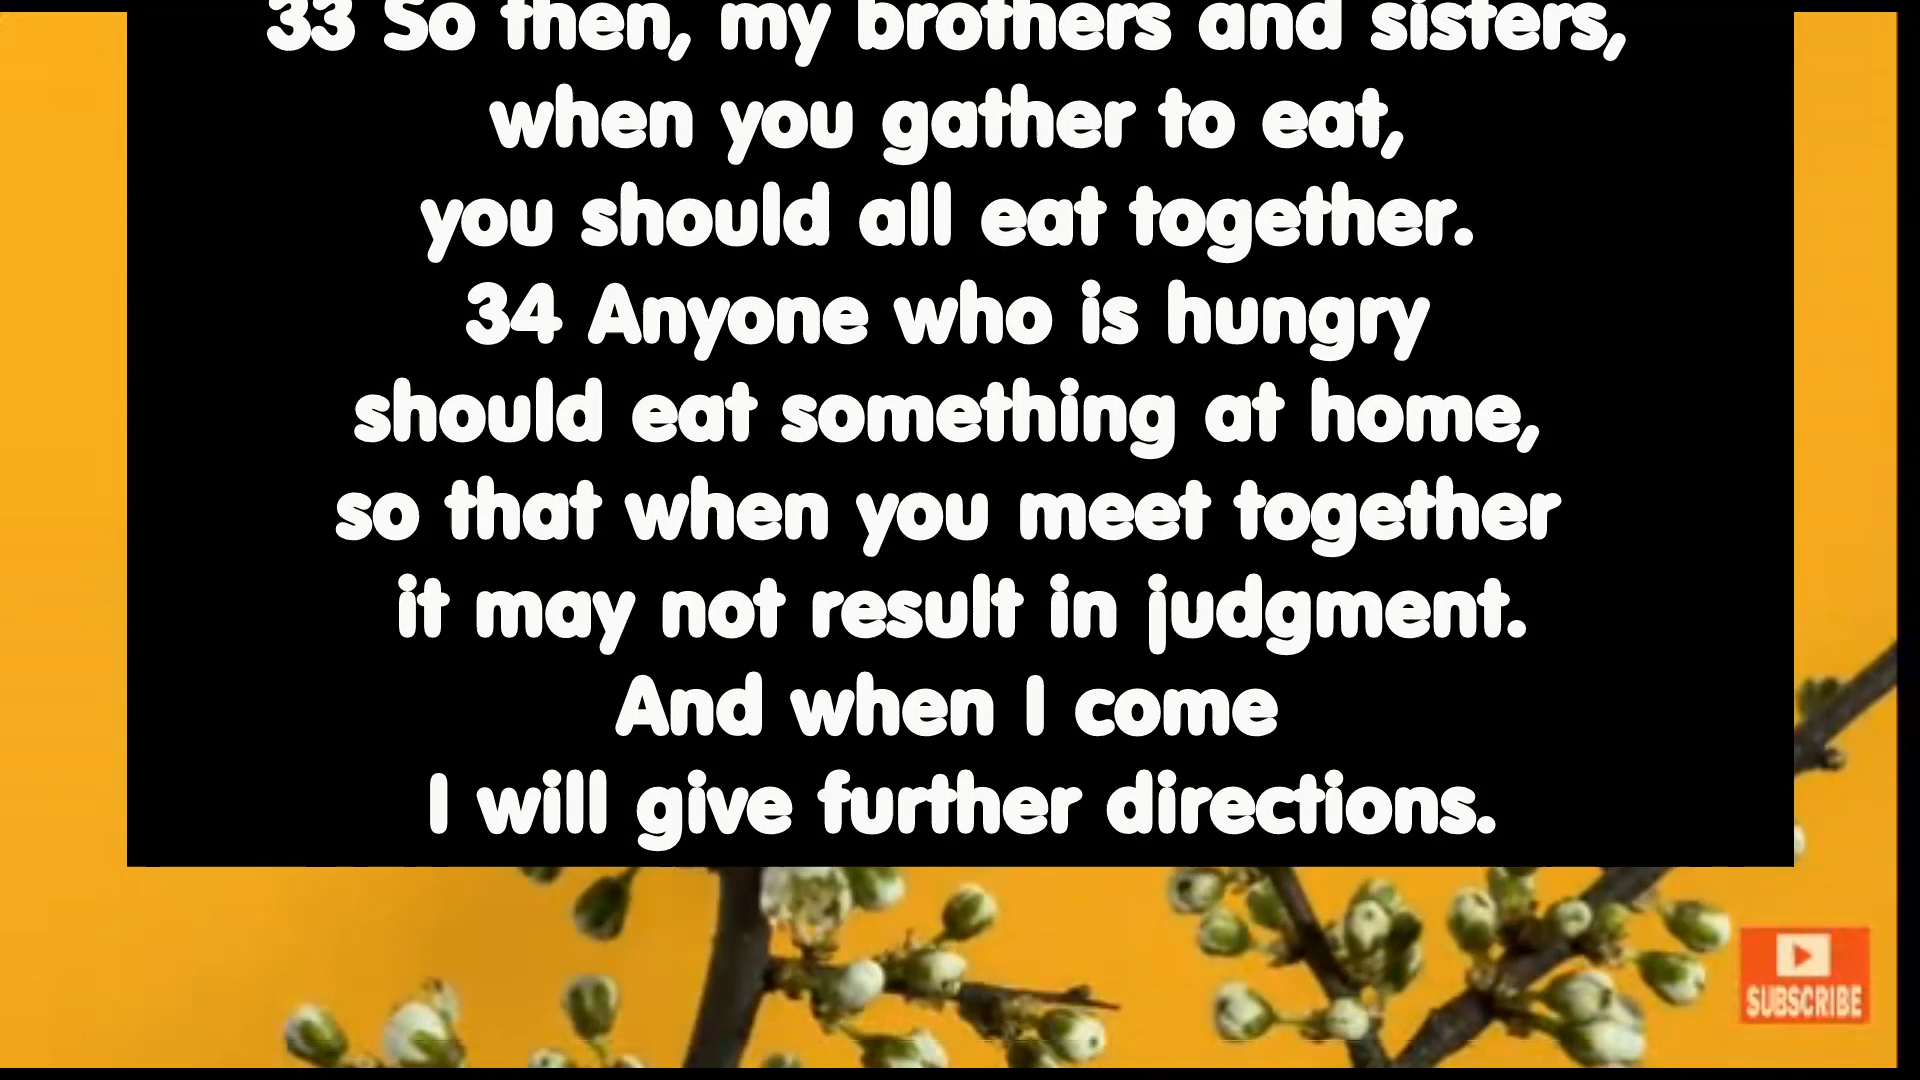 33 So then, my brothers and sisters,
when you gather to eat,
you should all eat together.
34 Anyone who is hungry
should eat something at home,
so that when you meet together
it may not result in judgment.
And when I come
I will give further directions.
SUBSCRIBE